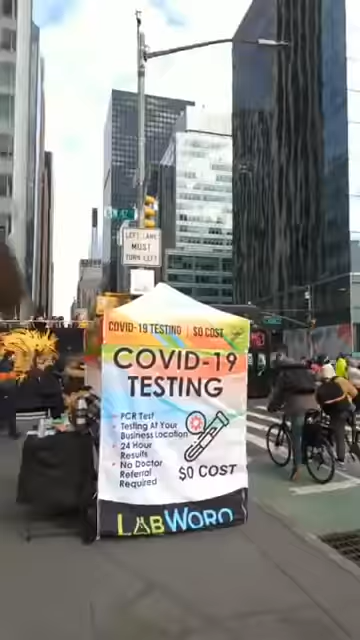 LEFT LANE
MUST
TURN LEFT
COVID-19 TESTING | $0 COST
COVID-19
TESTING
PCR Test
Testing At Your
Business Location
24 Hour
Results
No Doctor
Referral
Required
$0 COST
LABWORQ